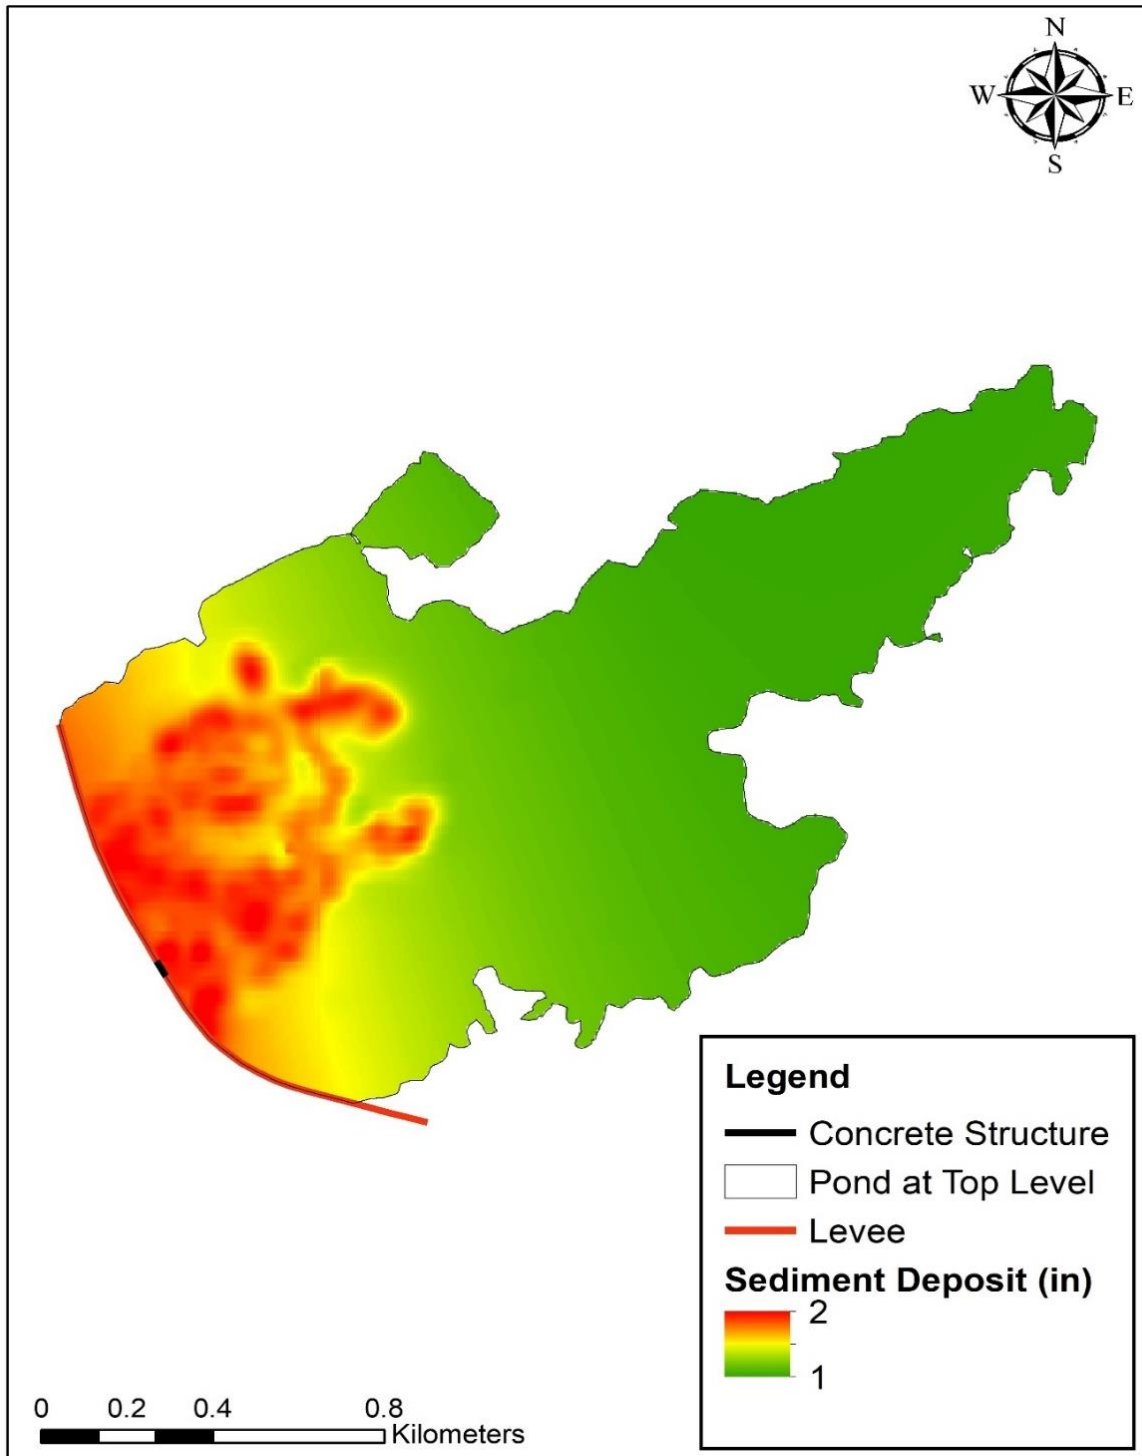 N
W E
S
Legend
Concrete Structure
Pond at Top Level
Levee
Sediment Deposit (in)
2
1
0 0.2 0.4 0.8
Kilometers